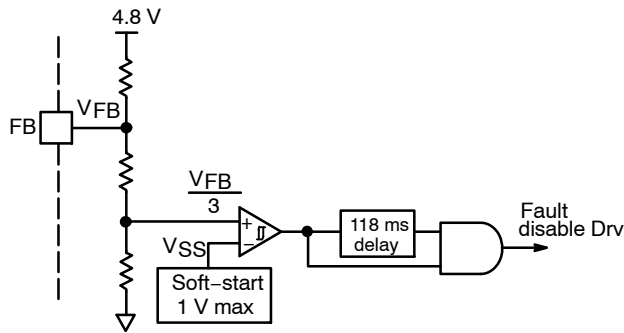 4.8 V
FB
VFB
VFB
3
+
−
VSS
Soft−start
1 V max
118 ms
delay
Fault
disable Drv